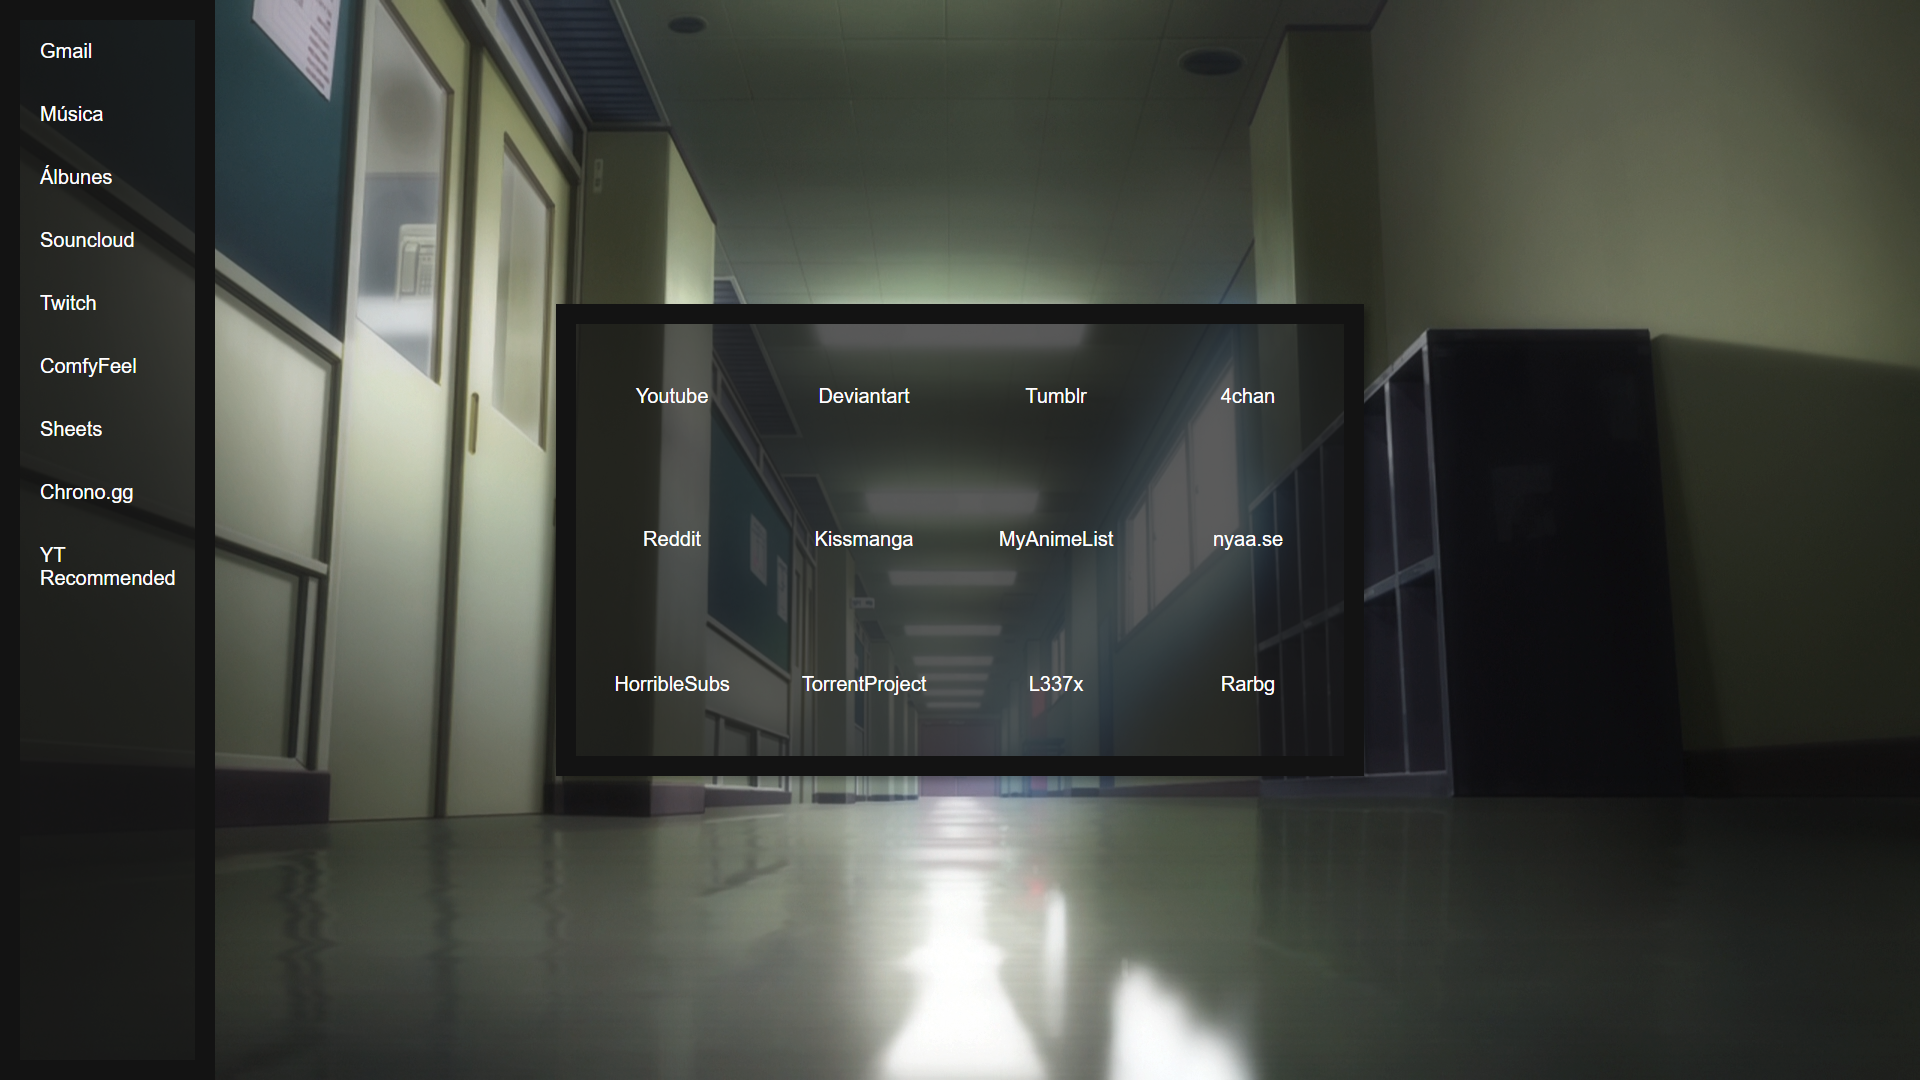 Gmail
Música
Álbunes
Souncloud
Twitch
ComfyFeel
Sheets
Chrono.gg
YT
Recommended
Youtube Deviantart Tumblr 4chan
Reddit Kissmanga MyAnimeList nyaa.se
HorribleSubs TorrentProject L337x Rarbg